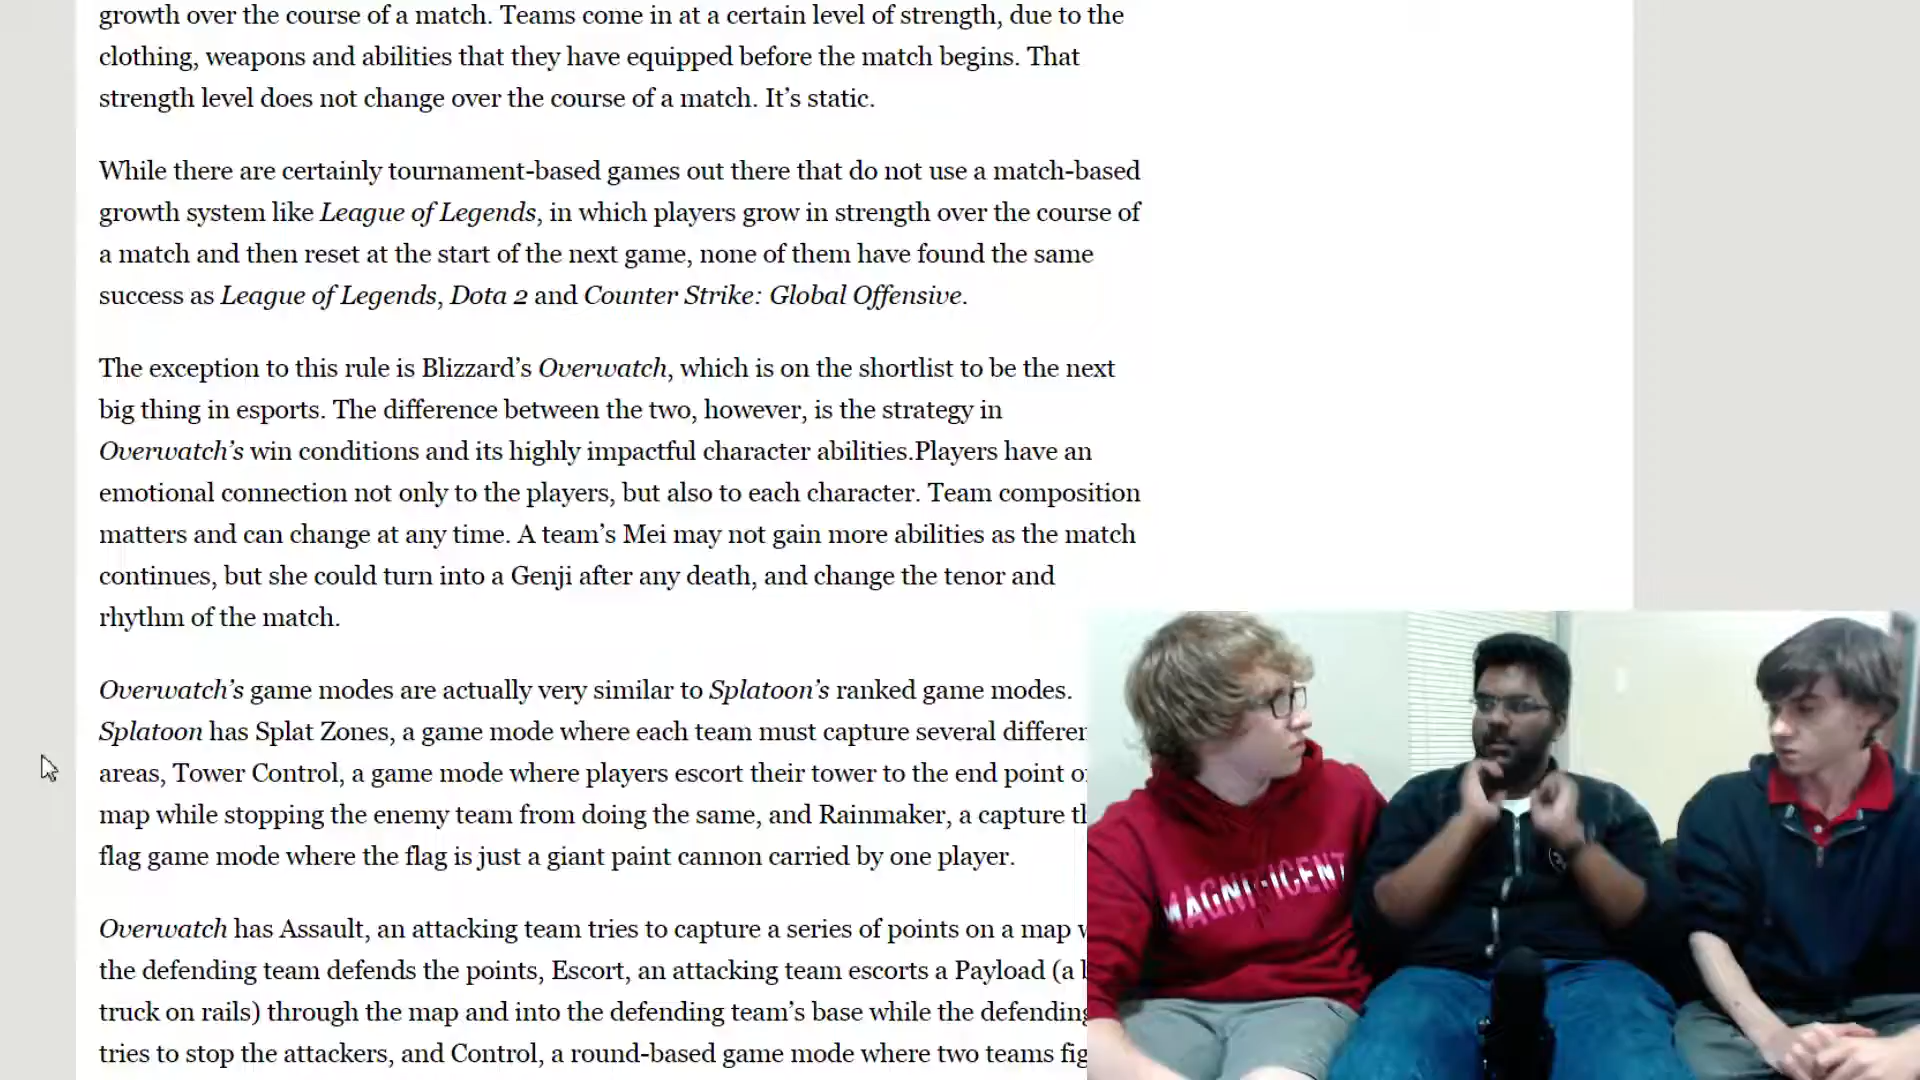 growth over the course of a match. Teams come in at a certain level of strength, due to the
clothing, weapons and abilities that they have equipped before the match begins. That
strength level does not change over the course of a match. It’s static.
While there are certainly tournament-based games out there that do not use a match-based
growth system like League of Legends, in which players grow in strength over the course of
a match and then reset at the start of the next game, none of them have found the same
success as League of Legends, Dota 2 and Counter Strike: Global Offensive.
The exception to this rule is Blizzard’s Overwatch, which is on the shortlist to be the next
big thing in esports. The difference between the two, however, is the strategy in
Overwatch’s win conditions and its highly impactful character abilities.Players have an
emotional connection not only to the players, but also to each character. Team composition
matters and can change at any time. A team’s Mei may not gain more abilities as the match
continues, but she could turn into a Genji after any death, and change the tenor and
rhythm of the match.
Overwatch’s game modes are actually very similar to Splatoon’s ranked game modes.
Splatoon has Splat Zones, a game mode where each team must capture several differen
areas, Tower Control, a game mode where players escort their tower to the end point o
map while stopping the enemy team from doing the same, and Rainmaker, a capture th
flag game mode where the flag is just a giant paint cannon carried by one player.
Overwatch has Assault, an attacking team tries to capture a series of points on a map
the defending team defends the points, Escort, an attacking team escorts a Payload (a
truck on rails) through the map and into the defending team’s base while the defending
tries to stop the attackers, and Control, a round-based game mode where two teams fig
MAGNIFICENT